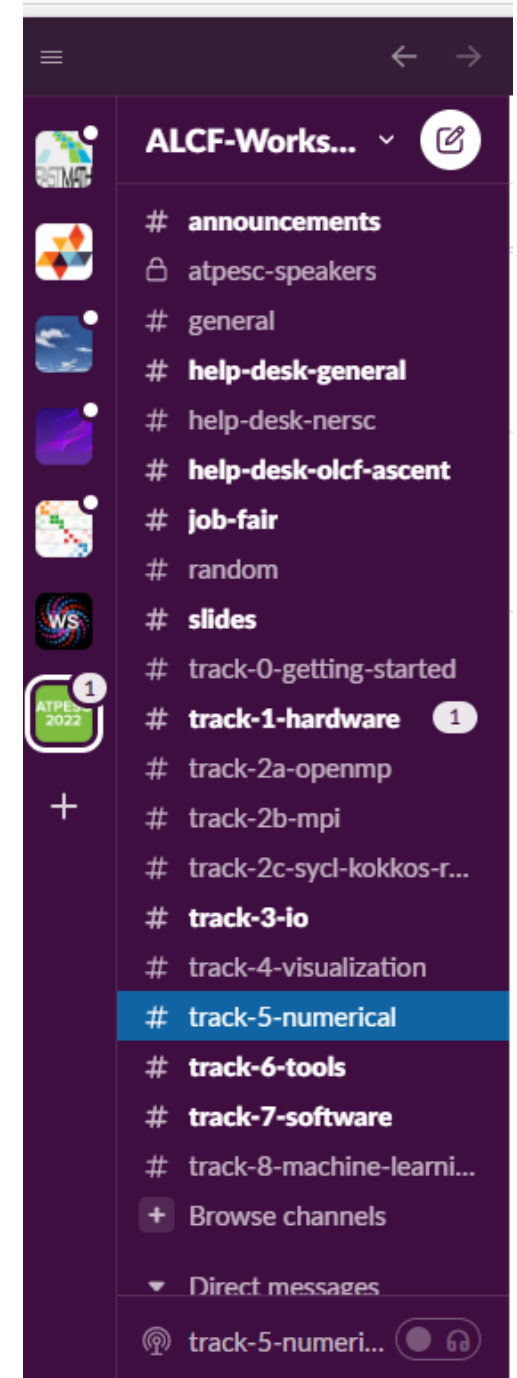 ALCF-Works...
FASTMATH
# announcements
atpesc-speakers
# general
# help-desk-general
# help-desk-nersc
# help-desk-olcf-ascent
# job-fair
# random
WS
# slides
# track-0-getting-started
1
ATPESC
2022
# track-1-hardware 1
# track-2a-openmp
+
# track-2b-mpi
# track-2c-sycl-kokkos-r...
# track-3-io
# track-4-visualization
# track-5-numerical
# track-6-tools
# track-7-software
# track-8-machine-learni...
+ Browse channels
Direct messages
track-5-numeri...